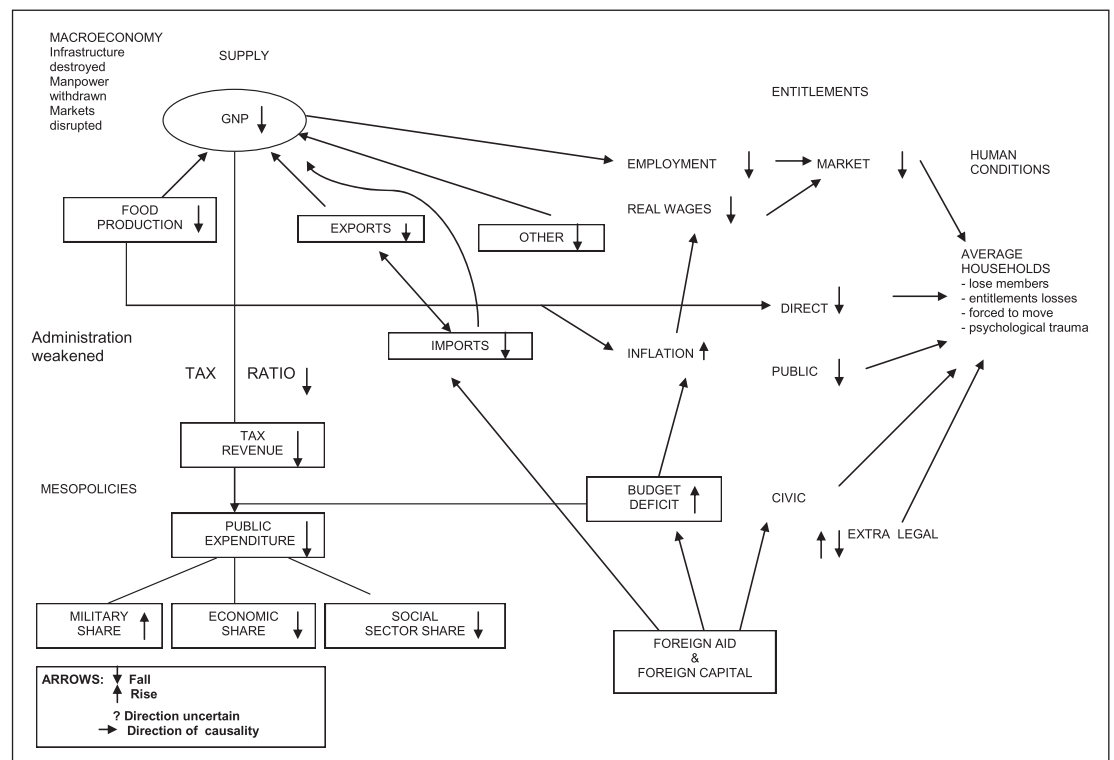 MACROECONOMY
Infrastructure
destroyed
Manpower
withdrawn
Markets
disrupted
SUPPLY
GNP
ENTITLEMENTS
EMPLOYMENT
MARKET
HUMAN
CONDITIONS
FOOD
PRODUCTION
EXPORTS
OTHER
REAL WAGES
AVERAGE
HOUSEHOLDS
- lose members
- entitlements losses
- forced to move
- psychological trauma
DIRECT
Administration
weakened
IMPORTS
INFLATION
TAX RATIO
PUBLIC
TAX
REVENUE
MESOPOLICIES
BUDGET
DEFICIT
CIVIC
PUBLIC
EXPENDITURE
EXTRA LEGAL
MILITARY
SHARE
ECONOMIC
SHARE
SOCIAL
SECTOR SHARE
FOREIGN AID
&
FOREIGN CAPITAL
ARROWS: Fall
Rise
? Direction uncertain
Direction of causality